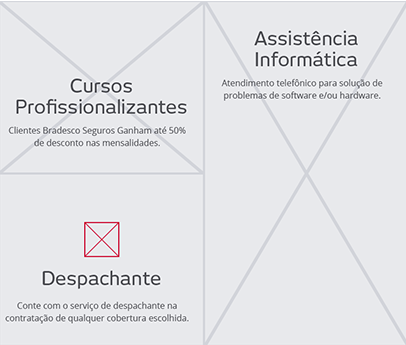 Cursos
Profissionalizantes
Clientes Bradesco Seguros Ganham até 50%
de desconto nas mensalidades.
Assistência
Informática
Atendimento telefônico para solução de
problemas de software e/ou hardware.
Despachante
Conte com o serviço de despachante na
contratação de qualquer cobertura escolhida.